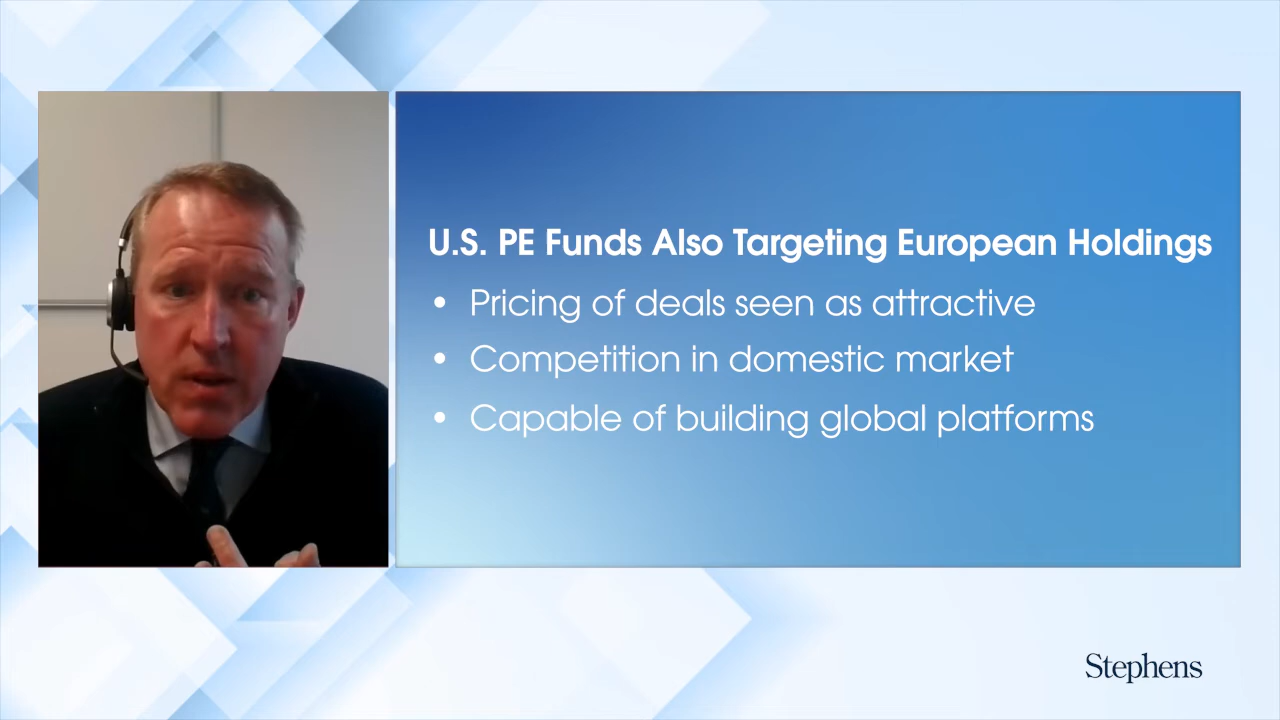 U.S. PE Funds Also Targeting European Holdings
• Pricing of deals seen as attractive
• Competition in domestic market
• Capable of building global platforms
Stephens